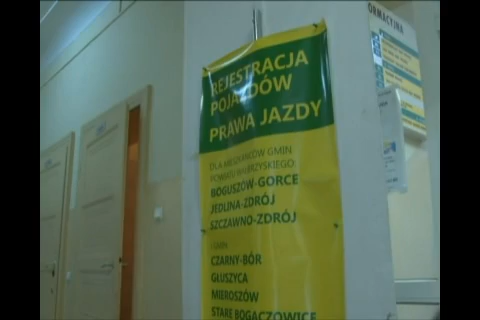 REJESTRACJA
POJAZDÓW
PRAWA JAZDY
DLA MIESZKAŃCÓW GMIN
POWIATU WAŁBRZYSKIEGO:
BOGUSZÓW-GORCE
JEDLINA-ZDRÓJ
SZCZAWNO-ZDRÓJ
I GMIN:
CZARNY-BÓR
GŁUSZYCA
MIEROSZÓW
STARE BOGACZOWICE
FORMACYJNA